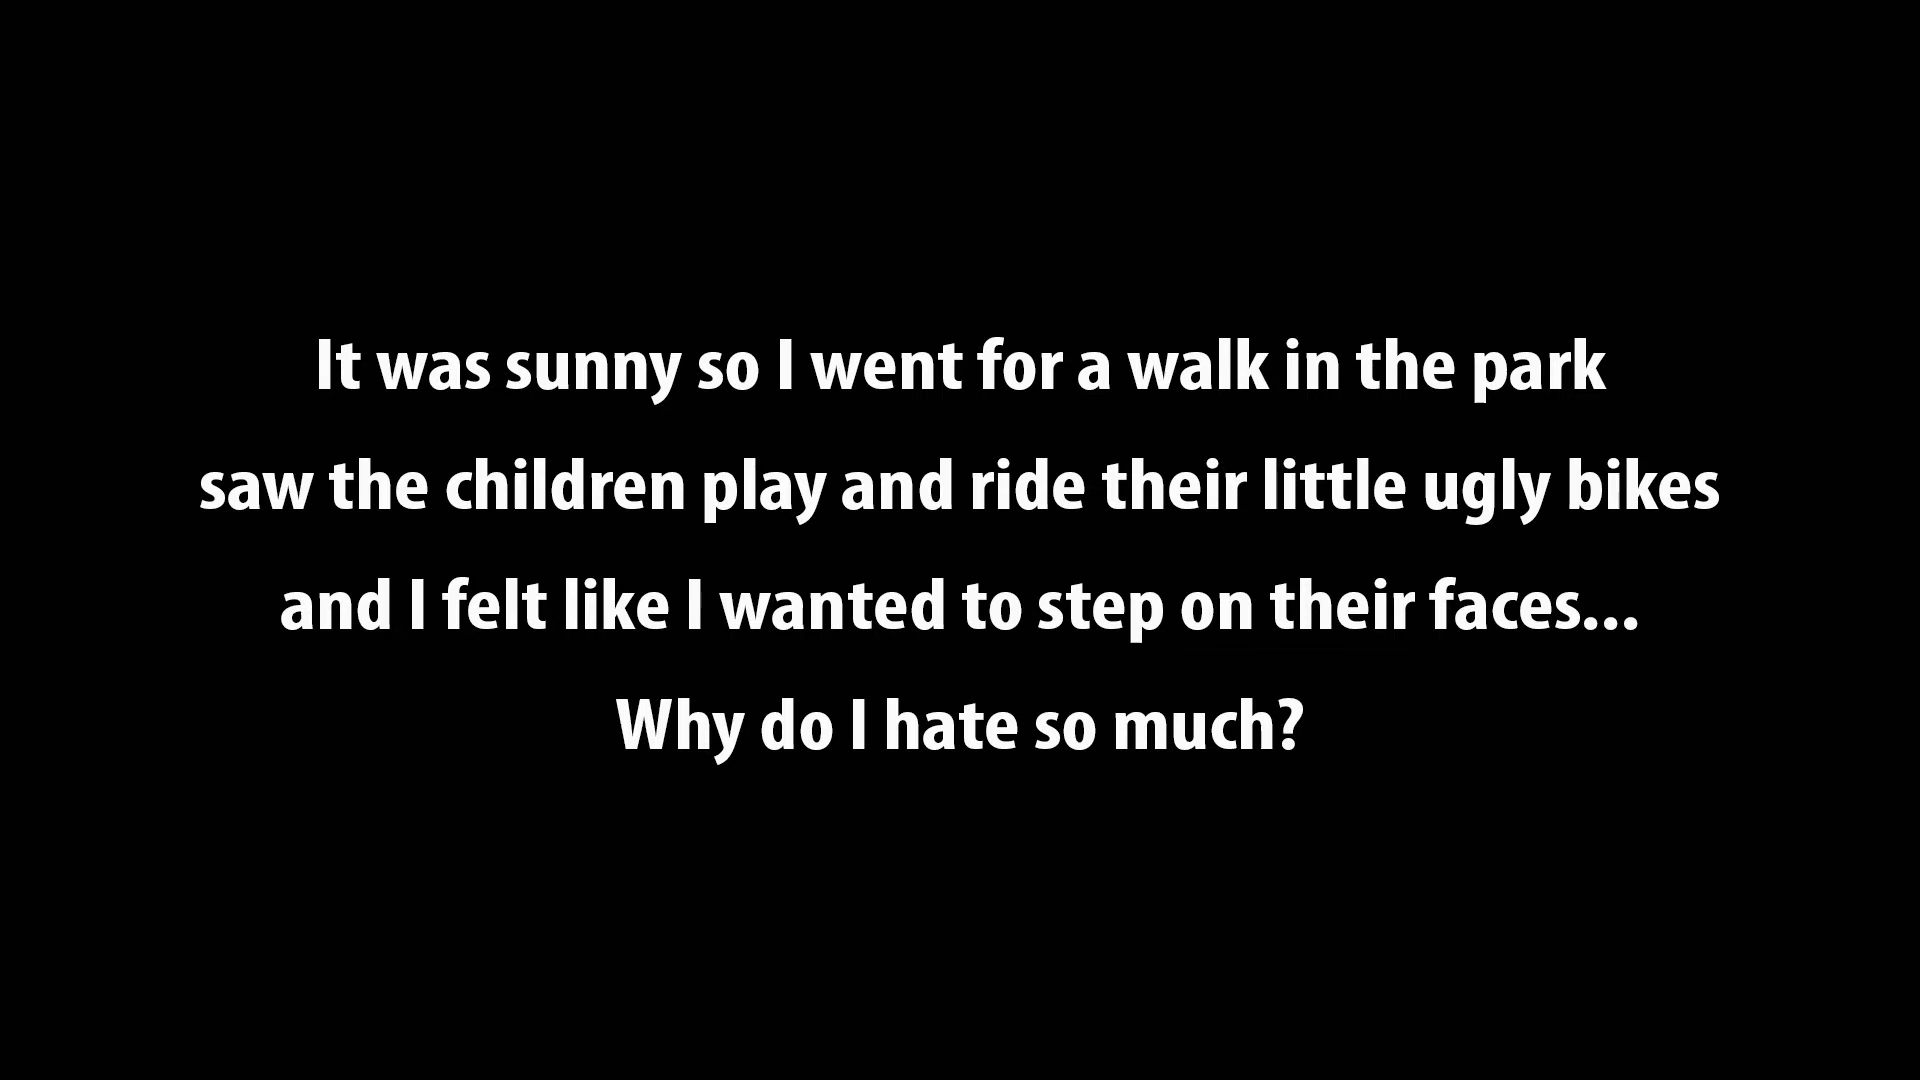 It was sunny so I went for a walk in the park
saw the children play and ride their little ugly bikes
and I felt like I wanted to step on their faces...
Why do I hate so much?